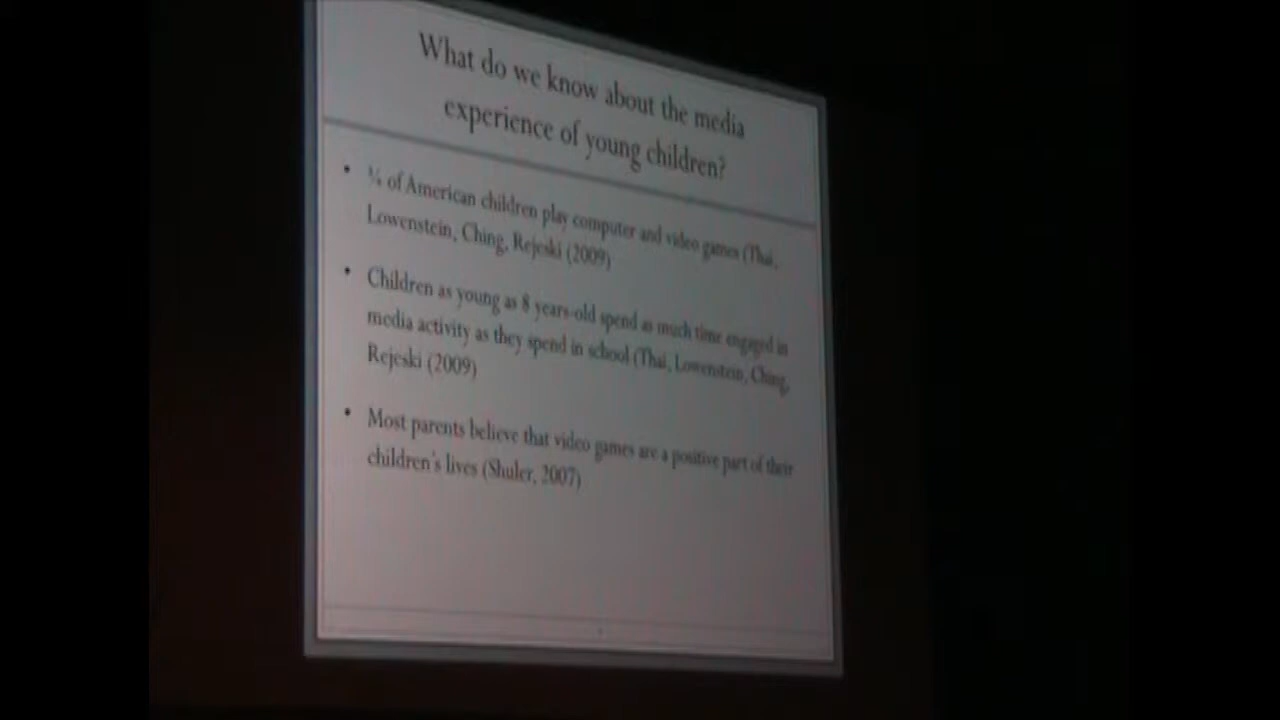 What do we know about the media
experience of young children?
• ¾ of American children play computer and video games (Thai,
Lowenstein, Ching, Rejeski (2009)
• Children as young as 8 years-old spend as much time engaged in
media activity as they spend in school (Thai, Lowenstein, Ching,
Rejeski (2009)
• Most parents believe that video games are a positive part of their
children's lives (Shuler, 2007)